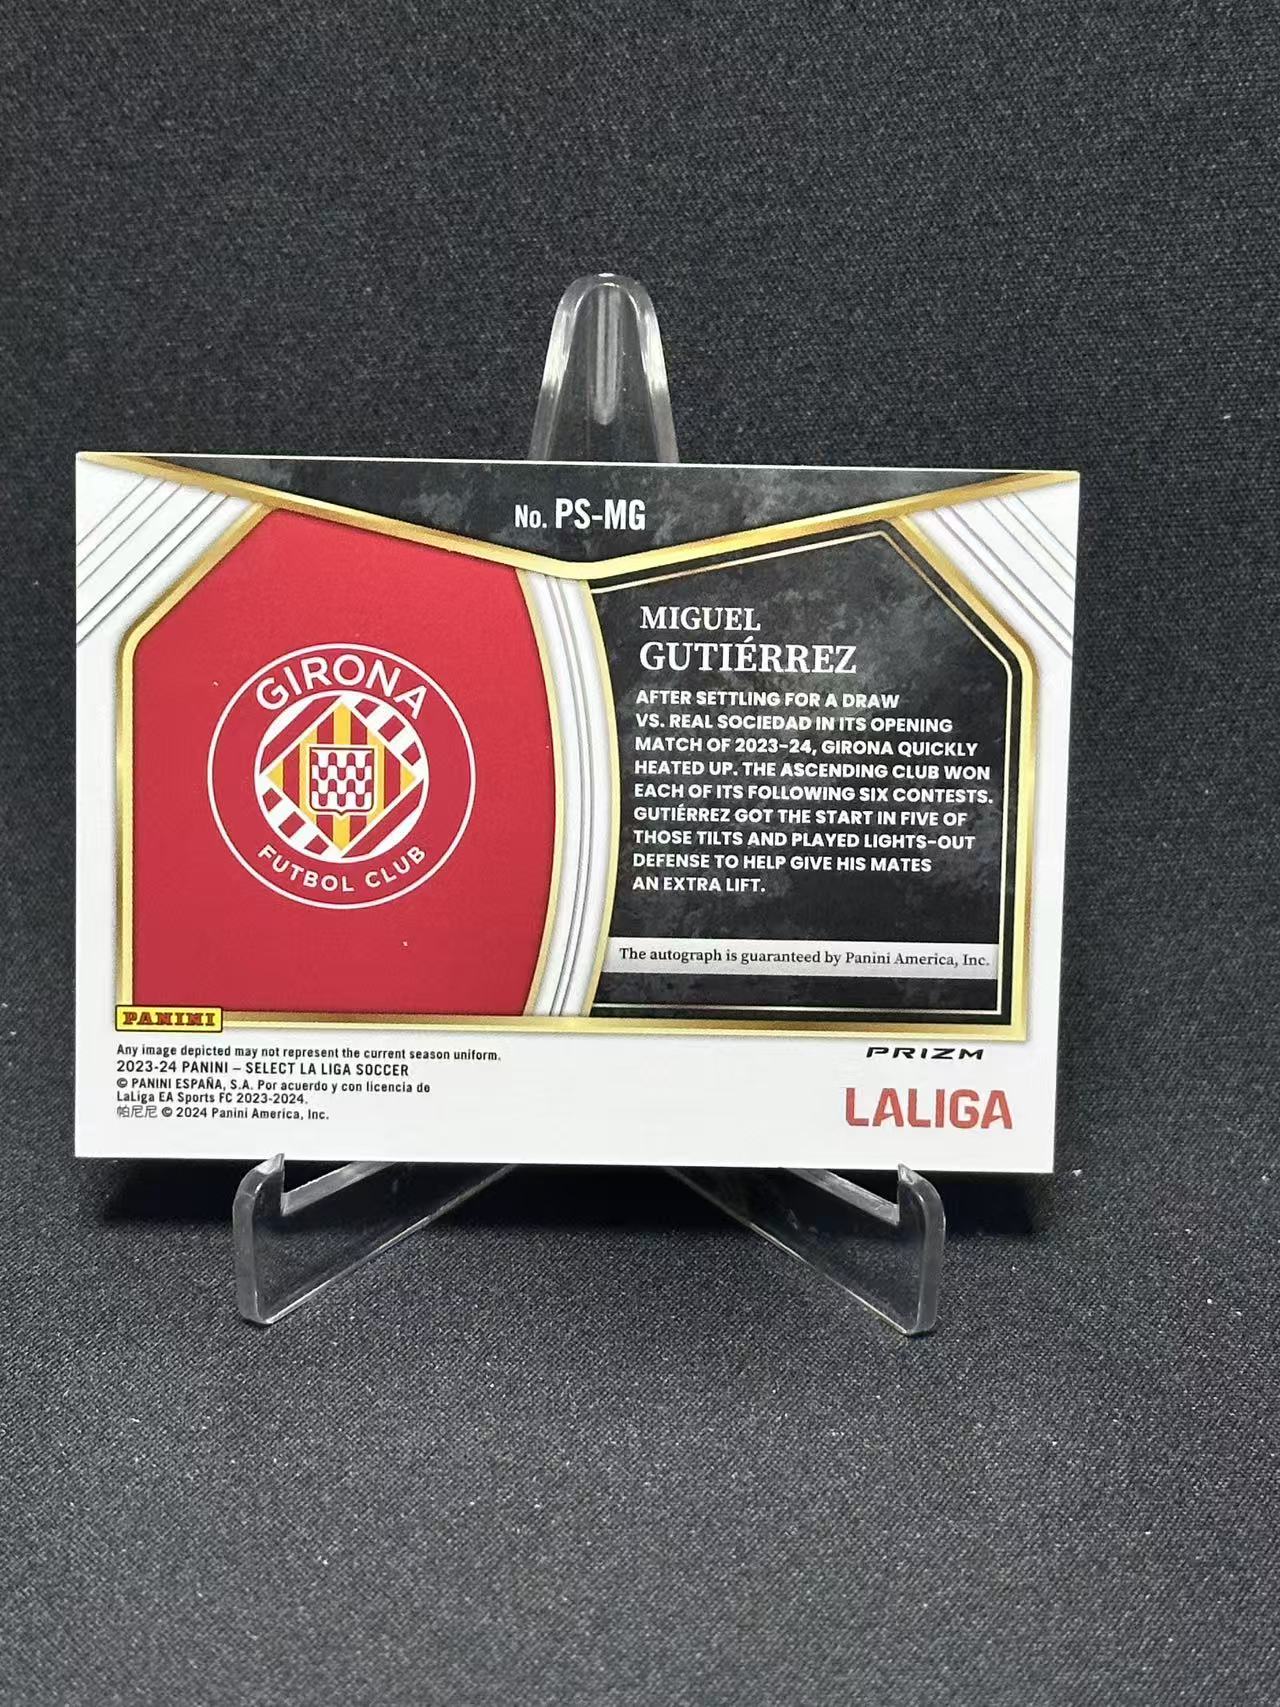 No. PS-MG
GIRONA
FUTBOL CLUB
MIGUEL
GUTIÉRREZ
AFTER SETTLING FOR A DRAW
VS. REAL SOCIEDAD IN ITS OPENING
MATCH OF 2023-24, GIRONA QUICKLY
HEATED UP. THE ASCENDING CLUB WON
EACH OF ITS FOLLOWING SIX CONTESTS.
GUTIÉRREZ GOT THE START IN FIVE OF
THOSE TILTS AND PLAYED LIGHTS-OUT
DEFENSE TO HELP GIVE HIS MATES
AN EXTRA LIFT.
The autograph is guaranteed by Panini America, Inc.
PANINI
Any image depicted may not represent the current season uniform.
2023-24 PANINI – SELECT LA LIGA SOCCER
© PANINI ESPAÑA, S.A. Por acuerdo y con licencia de
LaLiga EA Sports FC 2023-2024.
帕尼尼 © 2024 Panini America, Inc.
PRIZM
LALIGA